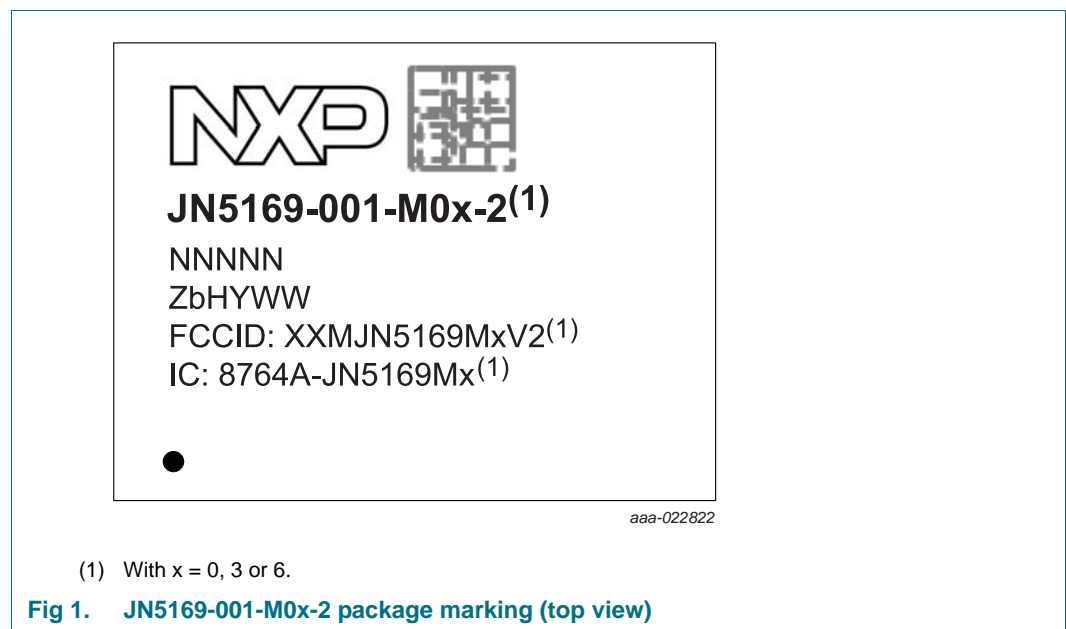 NXP
JN5169-001-M0x-2(1)
NNNNN
ZbHYWW
FCCID: XXMJN5169MxV2(1)
IC: 8764A-JN5169Mx(1)
aaa-022822
(1) With x = 0, 3 or 6.
Fig 1. JN5169-001-M0x-2 package marking (top view)